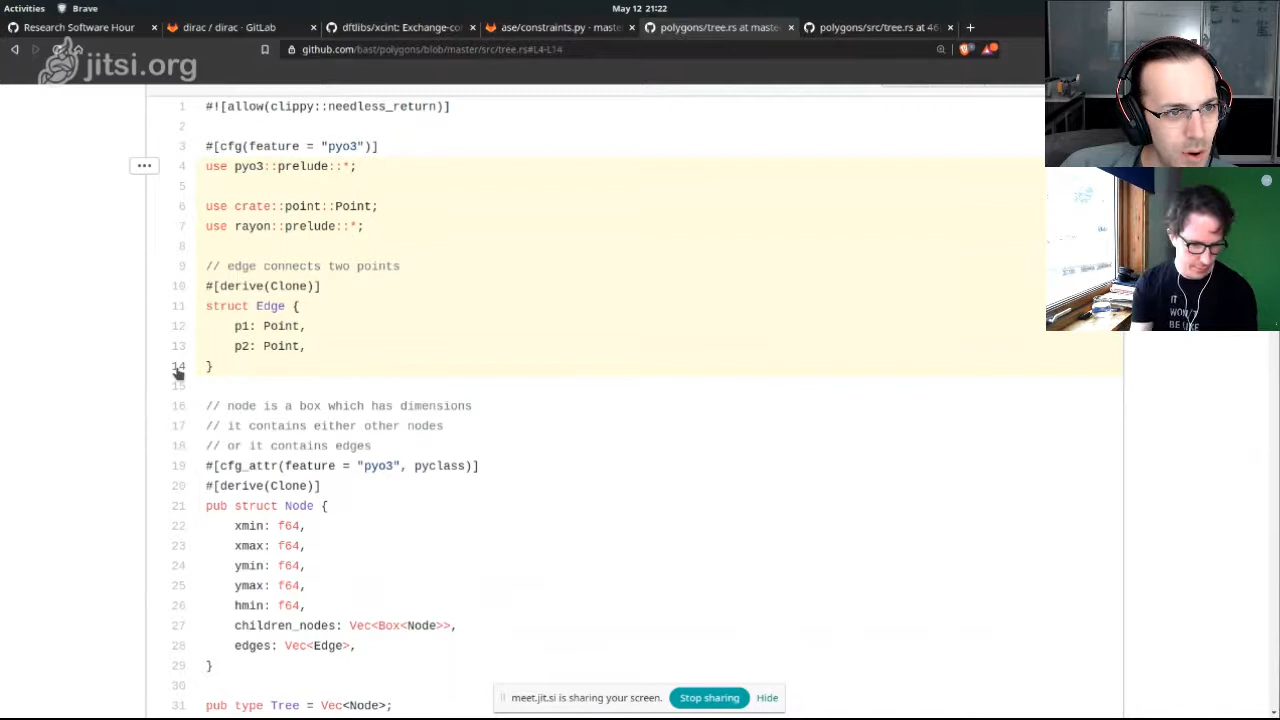 Activities Brave May 12 21:22
Research Software Hour × dirac / dirac · GitLab × dftlibs/xcint: Exchange-co × ase/constraints.py · maste × polygons/tree.rs at maste × polygons/src/tree.rs at 46 × +
github.com/bast/polygons/blob/master/src/tree.rs#L4-L14
jitsi.org
1 #![allow(clippy::needless_return)]
2
3 #[cfg(feature = "pyo3")]
4 use pyo3::prelude::*;
5
6 use crate::point::Point;
7 use rayon::prelude::*;
8
9 // edge connects two points
10 #[derive(Clone)]
11 struct Edge {
12 p1: Point,
13 p2: Point,
14 }
15
16 // node is a box which has dimensions
17 // it contains either other nodes
18 // or it contains edges
19 #[cfg_attr(feature = "pyo3", pyclass)]
20 #[derive(Clone)]
21 pub struct Node {
22 xmin: f64,
23 xmax: f64,
24 ymin: f64,
25 ymax: f64,
26 hmin: f64,
27 children_nodes: Vec<Box<Node>>,
28 edges: Vec<Edge>,
29 }
30
31 pub type Tree = Vec<Node>;
meet.jit.si is sharing your screen. Stop sharing Hide
IT
WON'T
BE LIKE